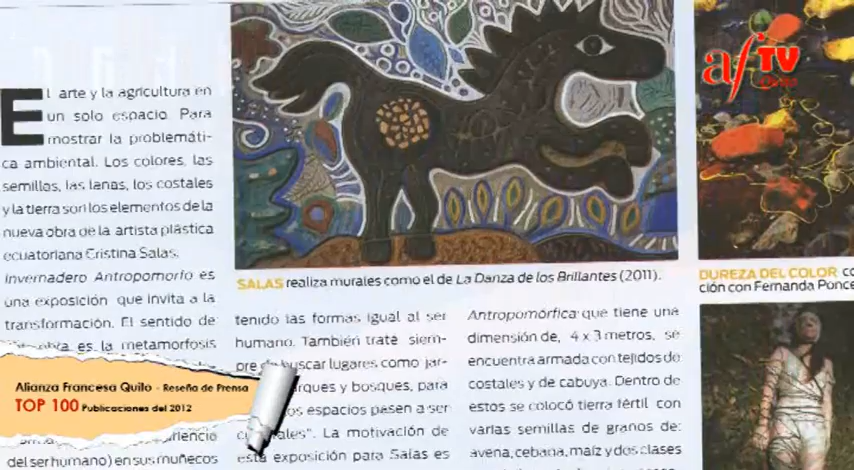 El arte y la agricultura en
un solo espacio. Para
mostrar la problemáti-
ca ambiental. Los colores, las
semillas, las lanas, los costales
y la tierra son los elementos de la
nueva obra de la artista plástica
ecuatoriana Cristina Salas.
Invernadero Antropomorfo es
una exposición que invita a la
transformación. El sentido de
obra es la metamorfosis
del ser humano) en sus muñecos
SALAS realiza murales como el de La Danza de los Brillantes (2011).
tenido las formas igual al ser
humano. También traté siem-
pre de buscar lugares como jar-
parques y bosques, para
los espacios pasen a ser
La motivación de
esta exposición para Salas es
Antropomórfica que tiene una
dimensión de, 4 x 3 metros, se
encuentra armada con tejidos de
costales y de cabuya. Dentro de
estos se colocó tierra fértil con
varias semillas de granos de:
avena, cebana, maíz y dos clases
DUREZA DEL COLOR
ción con Fernanda Ponce
af TV
Quito
Alianza Francesa Quito - Reseña de Prensa
TOP 100 Publicaciones del 2012